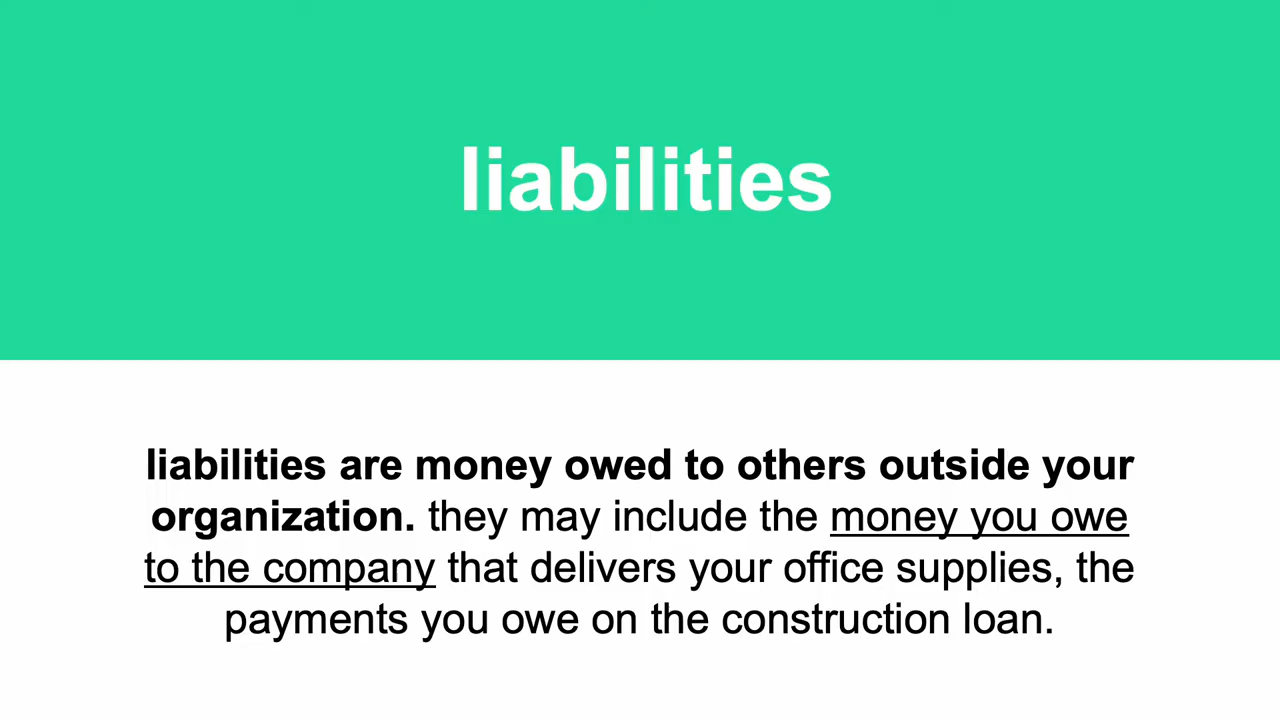 liabilities
liabilities are money owed to others outside your
organization. they may include the money you owe
to the company that delivers your office supplies, the
payments you owe on the construction loan.